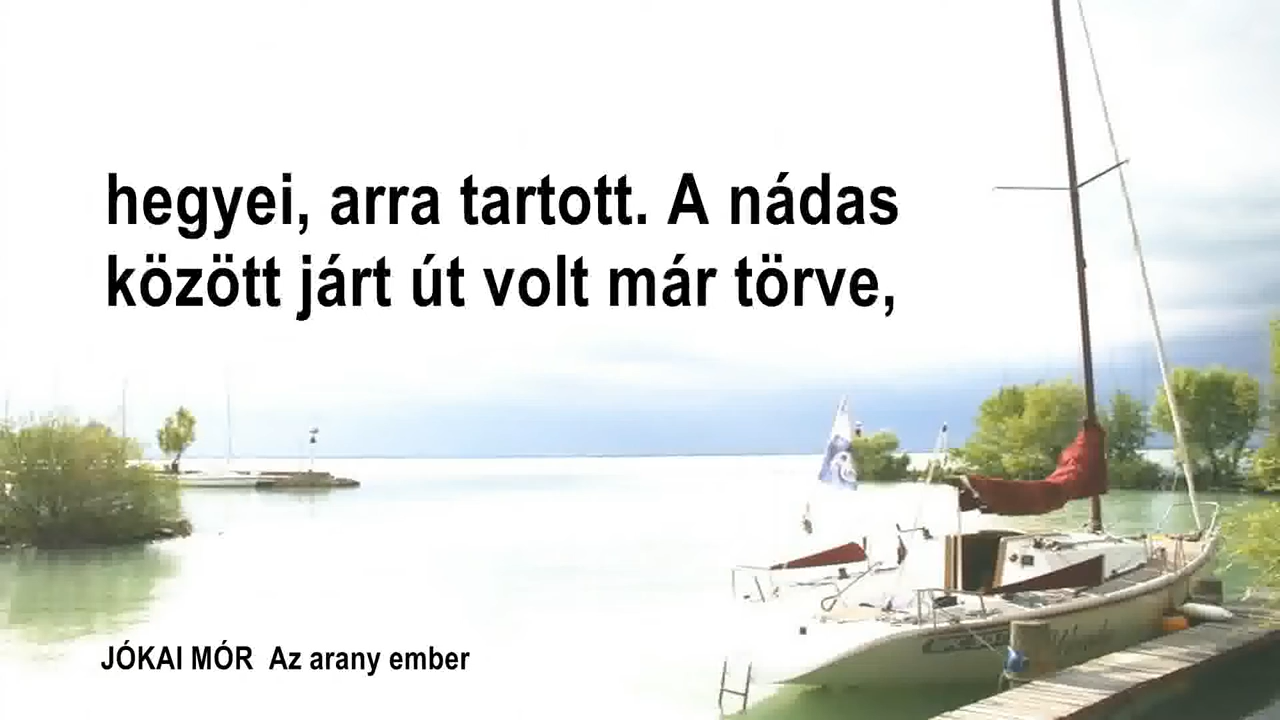 hegyei, arra tartott. A nádas
között járt út volt már törve,
JÓKAI MÓR  Az arany ember